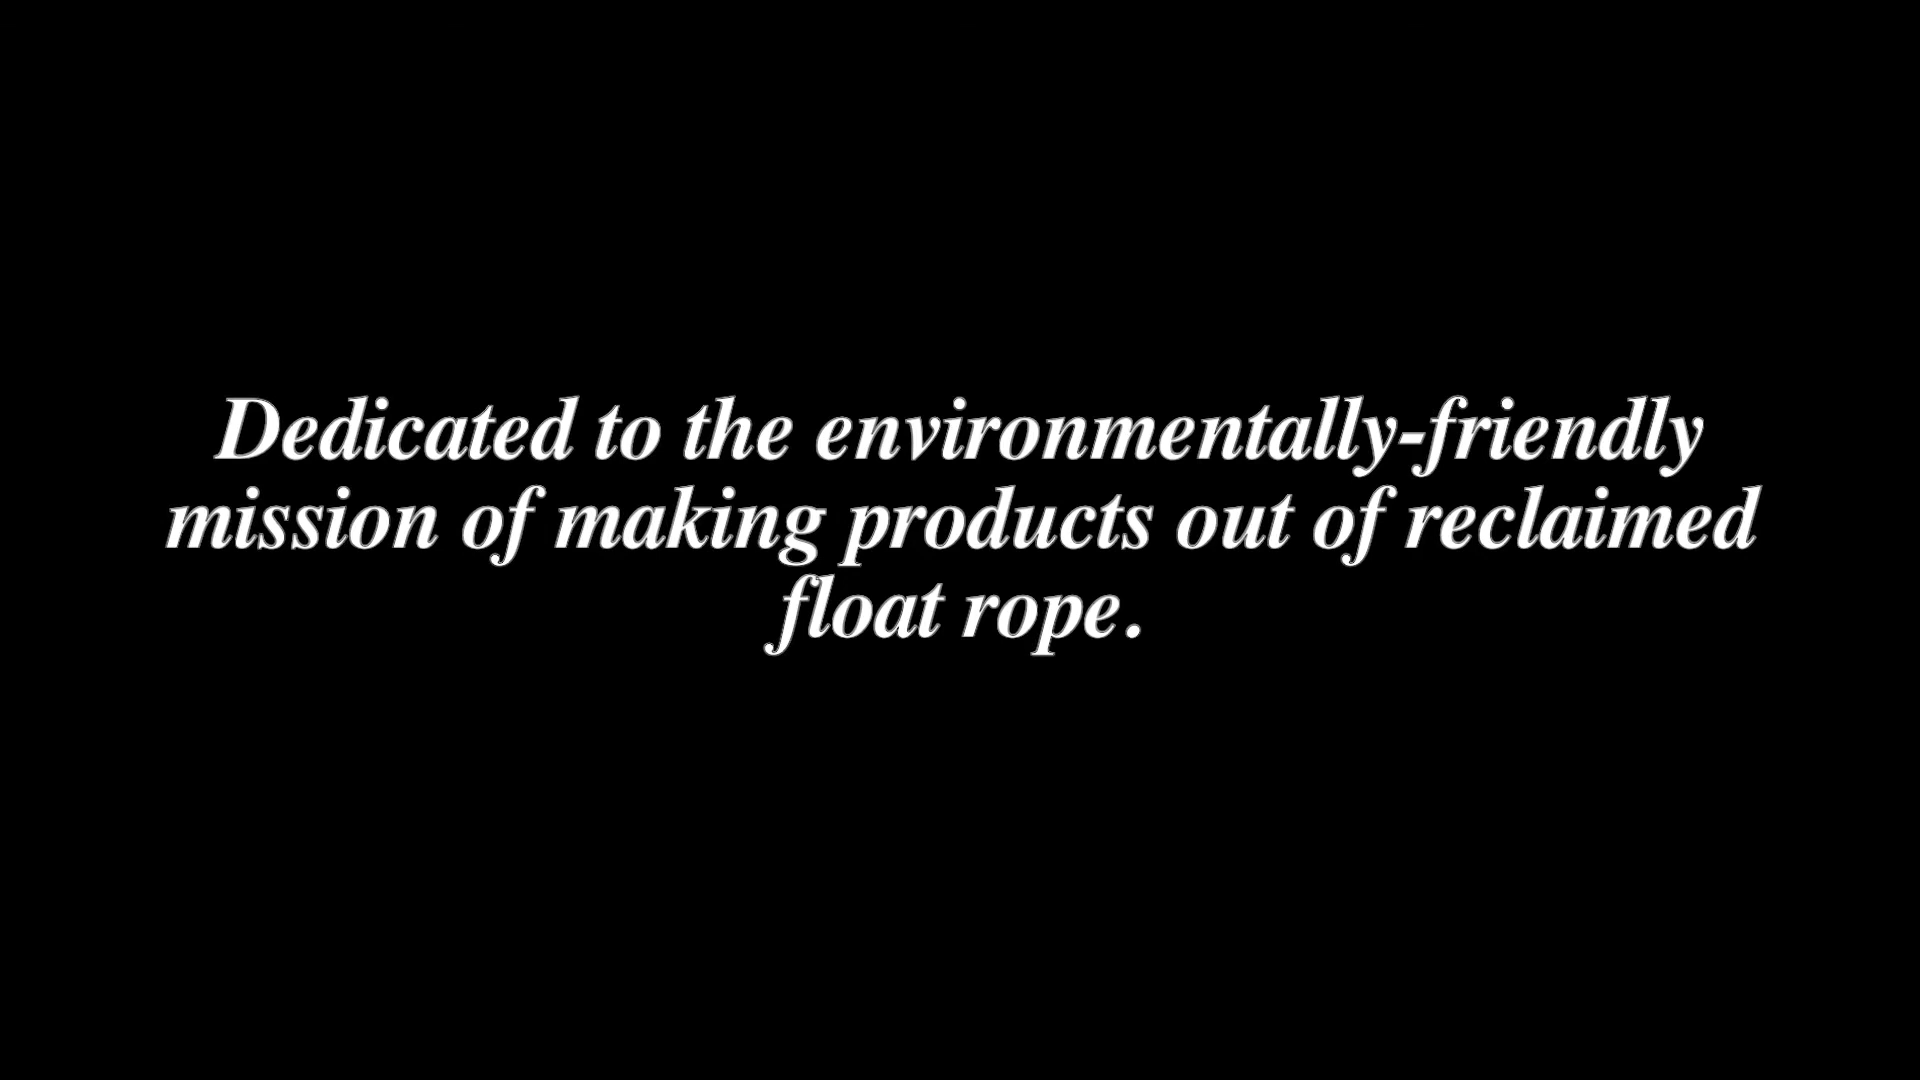 Dedicated to the environmentally-friendly
mission of making products out of reclaimed
float rope.